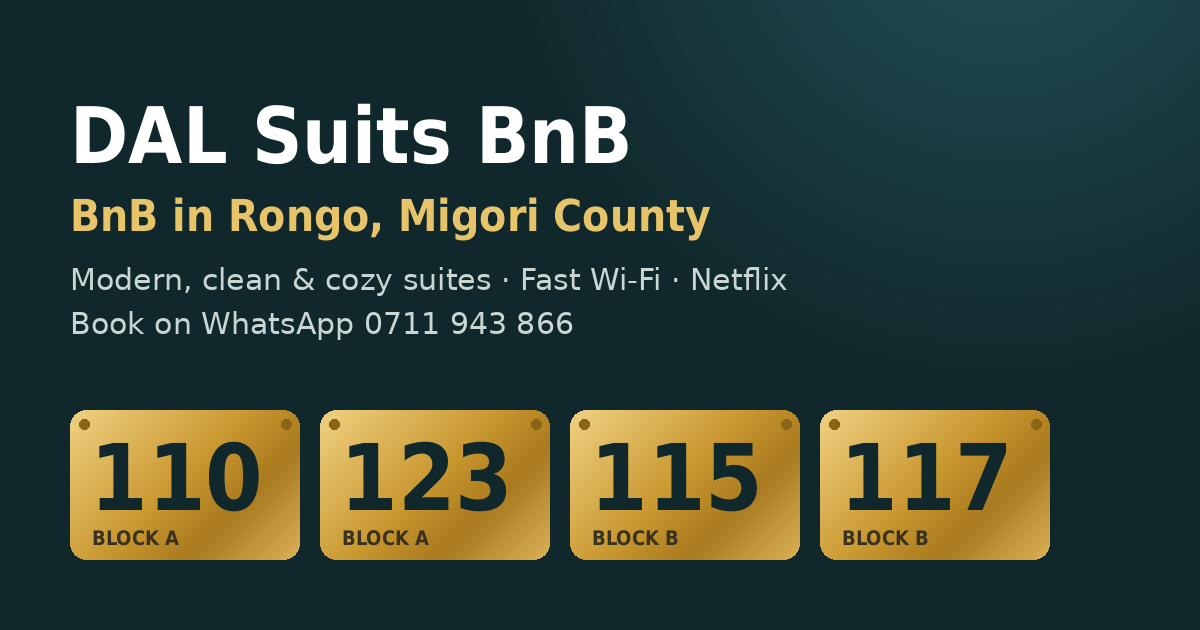 DAL Suits BnB
BnB in Rongo, Migori County
Modern, clean & cozy suites · Fast Wi-Fi · Netflix
Book on WhatsApp 0711 943 866
110
BLOCK A
123
BLOCK A
115
BLOCK B
117
BLOCK B